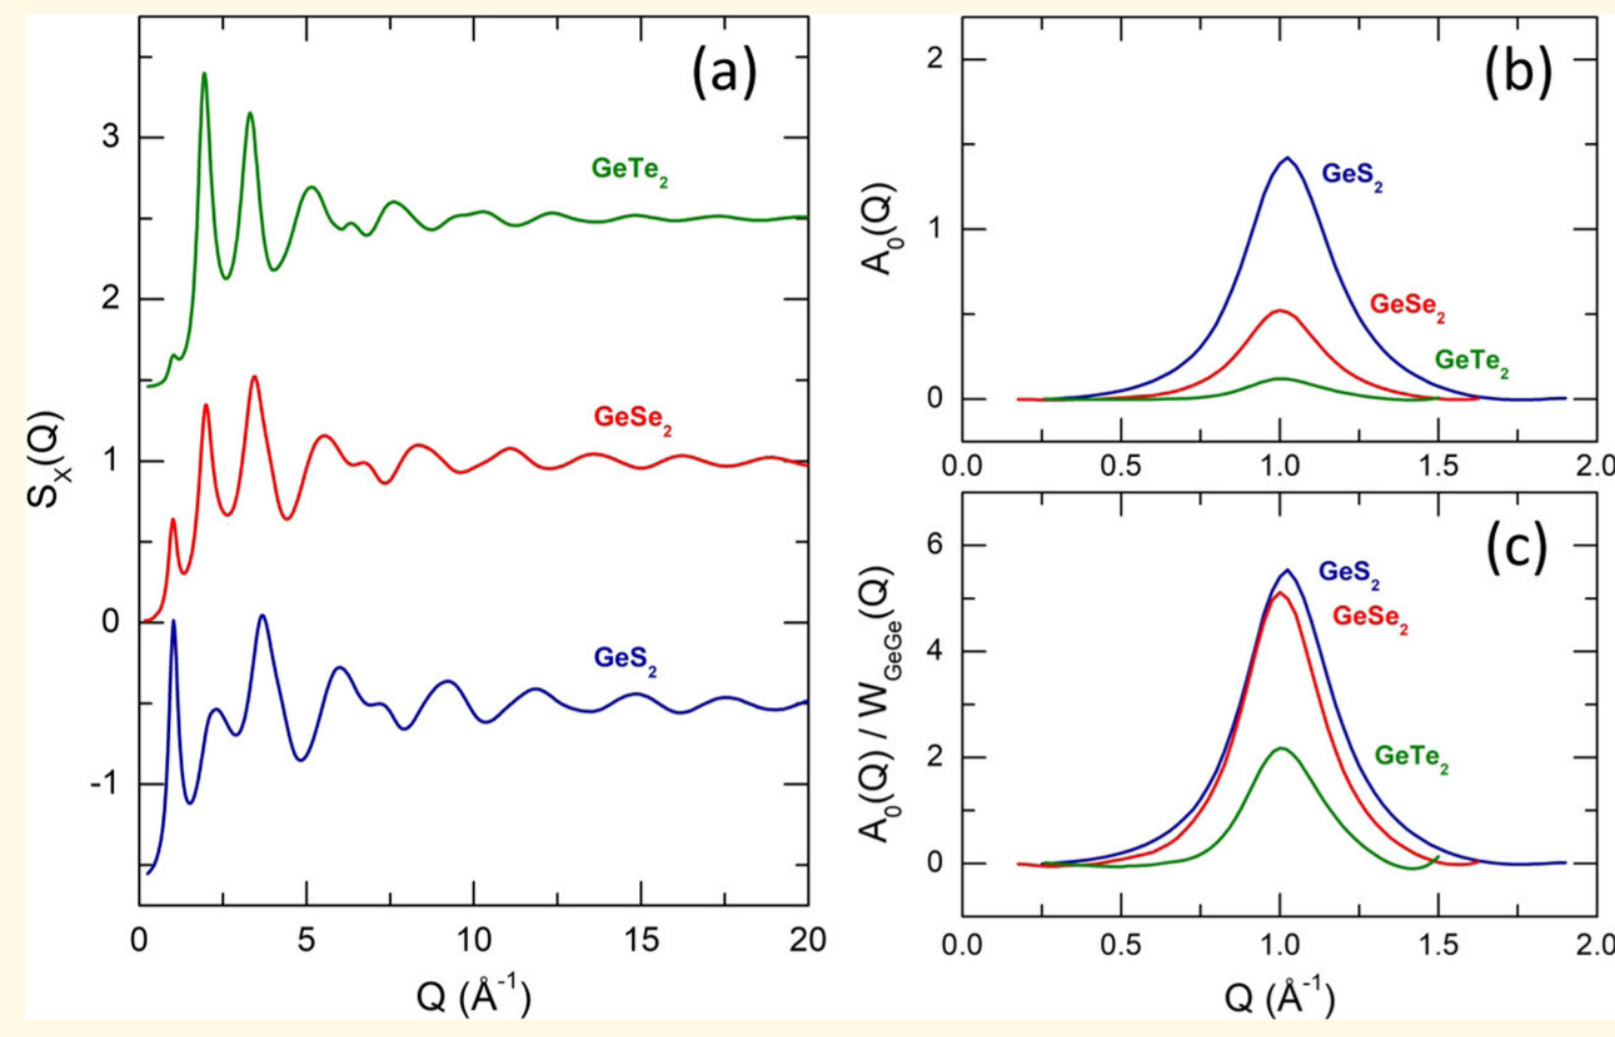 (a)
GeTe₂
GeSe₂
GeS₂
3
2
1
0
-1
Sₓ(Q)
0 5 10 15 20
Q (Å⁻¹)
(b)
GeS₂
GeSe₂
GeTe₂
2
1
0
A₀(Q)
0.0 0.5 1.0 1.5 2.0
(c)
GeS₂
GeSe₂
GeTe₂
6
4
2
0
A₀(Q) / W_GeGe(Q)
0.0 0.5 1.0 1.5 2.0
Q (Å⁻¹)